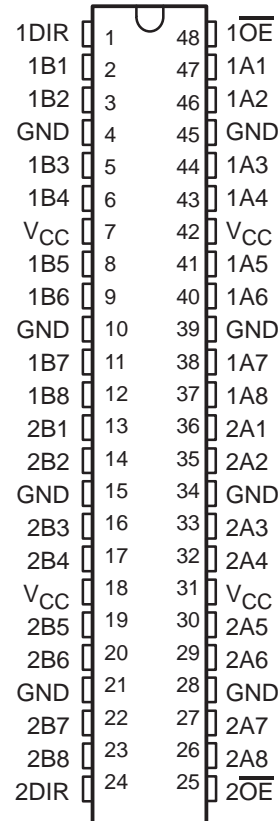 1DIR 1 48 1O̅E̅
1B1 2 47 1A1
1B2 3 46 1A2
GND 4 45 GND
1B3 5 44 1A3
1B4 6 43 1A4
VCC 7 42 VCC
1B5 8 41 1A5
1B6 9 40 1A6
GND 10 39 GND
1B7 11 38 1A7
1B8 12 37 1A8
2B1 13 36 2A1
2B2 14 35 2A2
GND 15 34 GND
2B3 16 33 2A3
2B4 17 32 2A4
VCC 18 31 VCC
2B5 19 30 2A5
2B6 20 29 2A6
GND 21 28 GND
2B7 22 27 2A7
2B8 23 26 2A8
2DIR 24 25 2O̅E̅